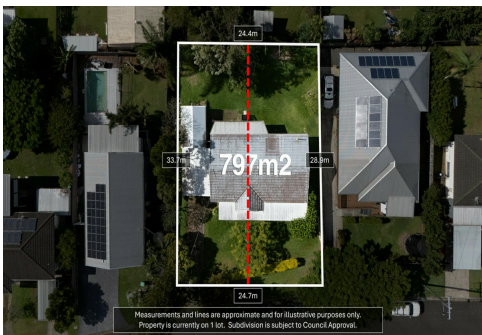 24.4m
33.7m
797m2
28.9m
24.7m
Measurements and lines are approximate and for illustrative purposes only.
Property is currently on 1 lot. Subdivision is subject to Council Approval.